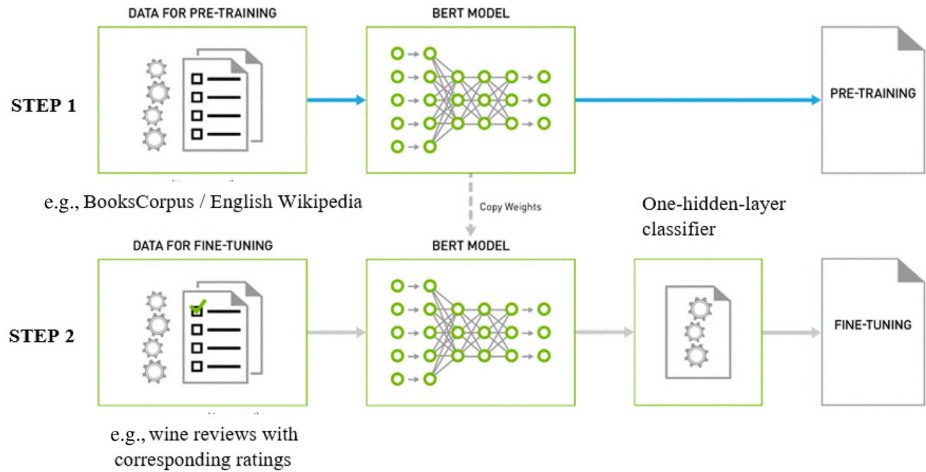 DATA FOR PRE-TRAINING
BERT MODEL
STEP 1
PRE-TRAINING
e.g., BooksCorpus / English Wikipedia
Copy Weights
One-hidden-layer
classifier
DATA FOR FINE-TUNING
BERT MODEL
STEP 2
FINE-TUNING
e.g., wine reviews with
corresponding ratings